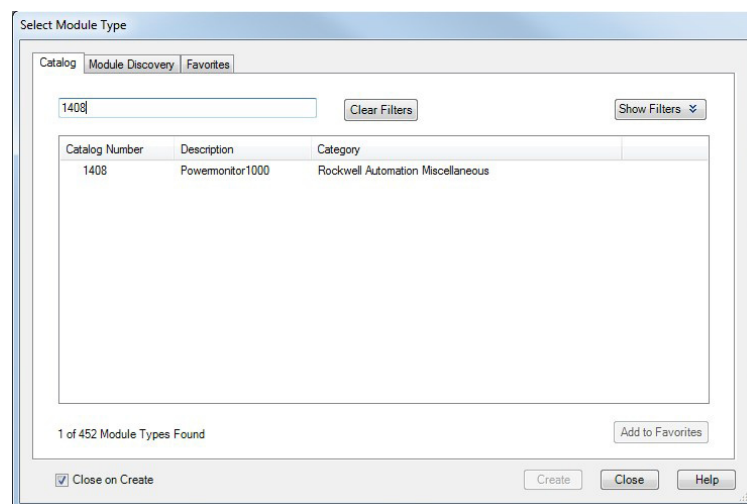 Select Module Type
Catalog Module Discovery Favorites
1408 Clear Filters Show Filters
Catalog Number Description Category
1408 Powermonitor1000 Rockwell Automation Miscellaneous
1 of 452 Module Types Found Add to Favorites
Close on Create Create Close Help